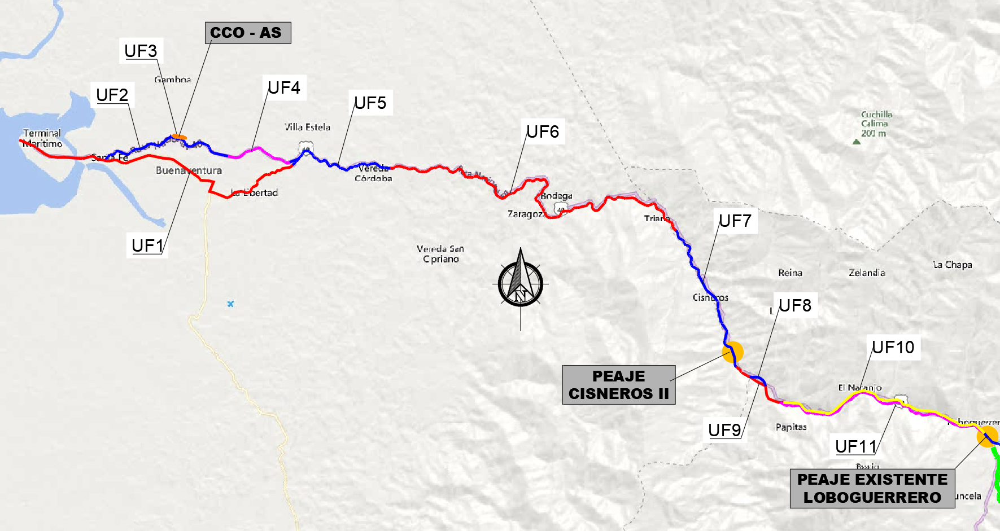 CCO - AS
UF3
Gamboa
UF2
UF4
UF5
Villa Estela
Cuchilla
Calima
200 m
Terminal
Marítimo
UF6
Santa Fe
Buenaventura
Vereda
Córdoba
La Libertad
Bodega
Zaragoza
Triana
UF7
UF1
Vereda San
Cipriano
La Chapa
Reina
Zelandia
N
Cisneros
L
UF8
UF10
PEAJE
CISNEROS II
El Naranjo
UF9
Papitas
UF11
PEAJE EXISTENTE
LOBOGUERRERO
uncela